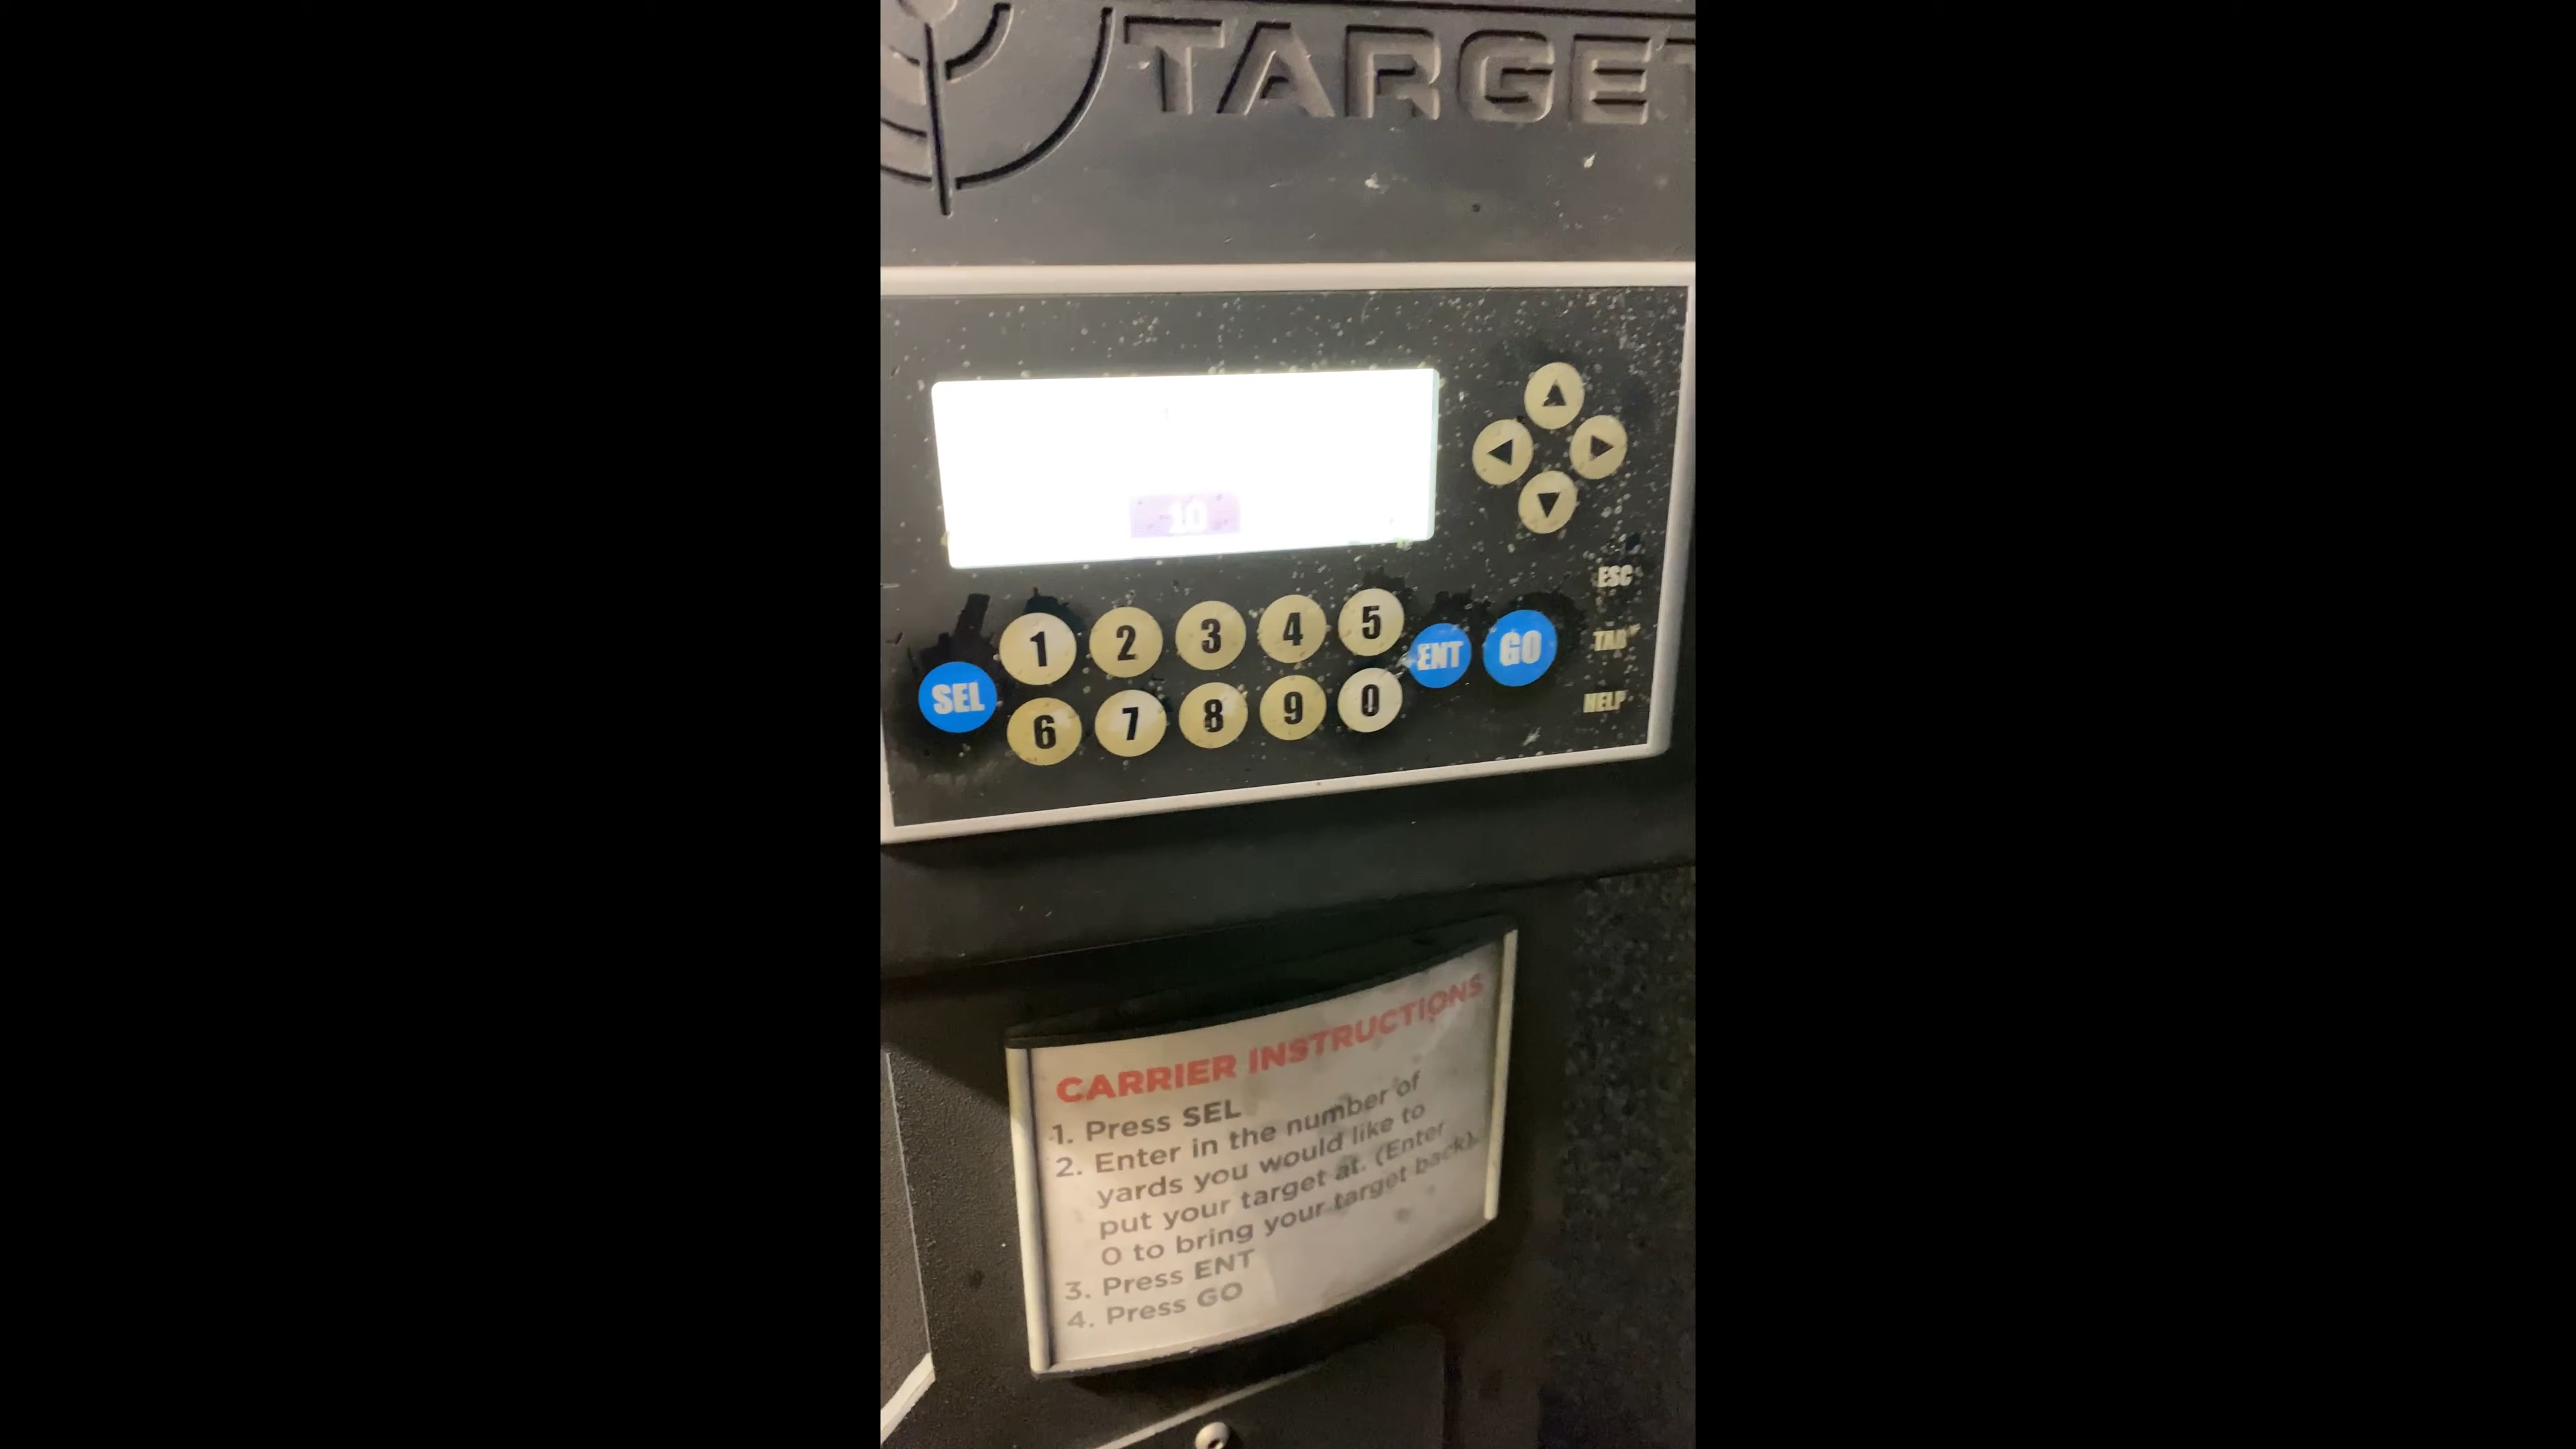 TARGET
10
ESC
1 2 3 4 5
ENT GO
TAB
SEL
6 7 8 9 0
HELP
CARRIER INSTRUCTIONS
1. Press SEL
2. Enter in the number of
yards you would like to
put your target at. (Enter
0 to bring your target back).
3. Press ENT
4. Press GO